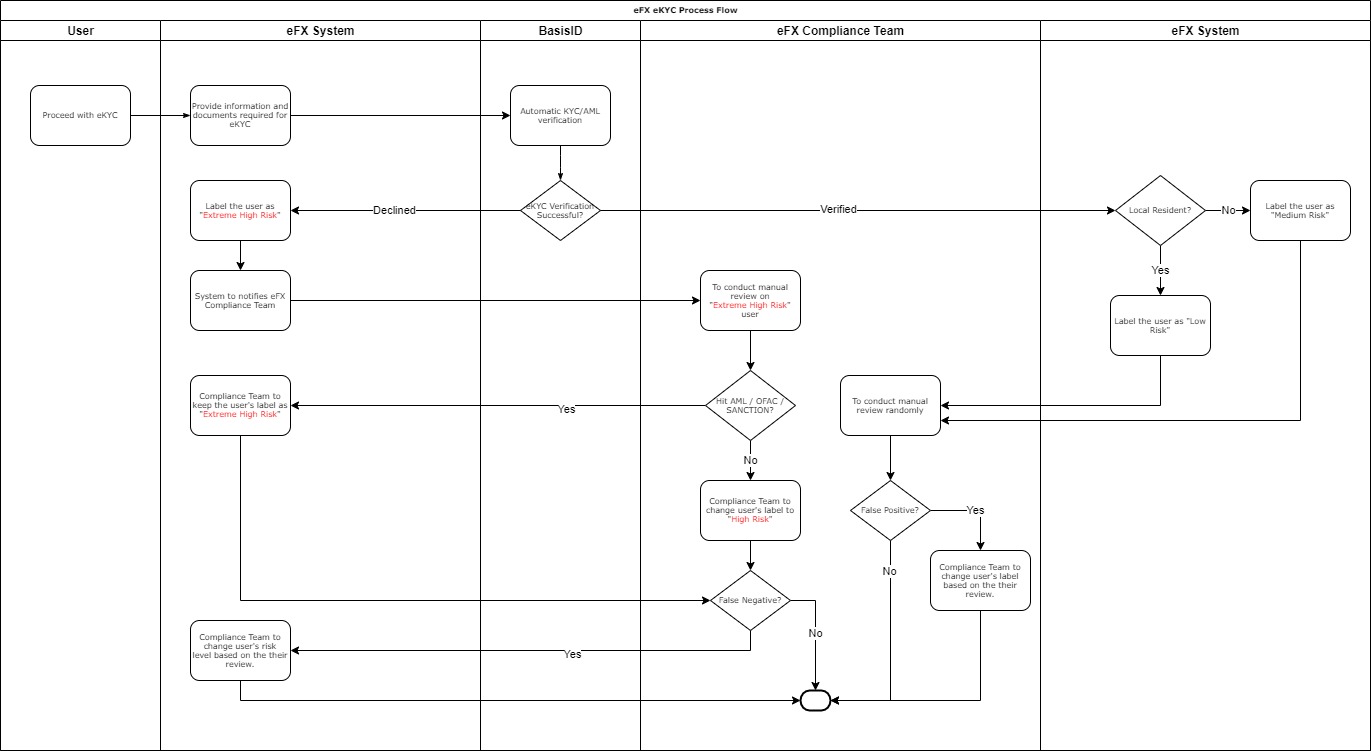 eFX eKYC Process Flow
User
eFX System
BasisID
eFX Compliance Team
eFX System
Proceed with eKYC
Provide information and
documents required for
eKYC
Automatic KYC/AML
verification
Label the user as
"Extreme High Risk"
Declined
eKYC Verification
Successful?
Verified
Local Resident?
No
Label the user as
"Medium Risk"
Yes
System to notifies eFX
Compliance Team
To conduct manual
review on
"Extreme High Risk"
user
Label the user as "Low
Risk"
Compliance Team to
keep the user's label as
"Extreme High Risk"
Yes
Hit AML / OFAC /
SANCTION?
To conduct manual
review randomly
No
Compliance Team to
change user's label to
"High Risk"
False Positive?
Yes
No
Compliance Team to
change user's label
based on the their
review.
False Negative?
No
Compliance Team to
change user's risk
level based on the their
review.
Yes